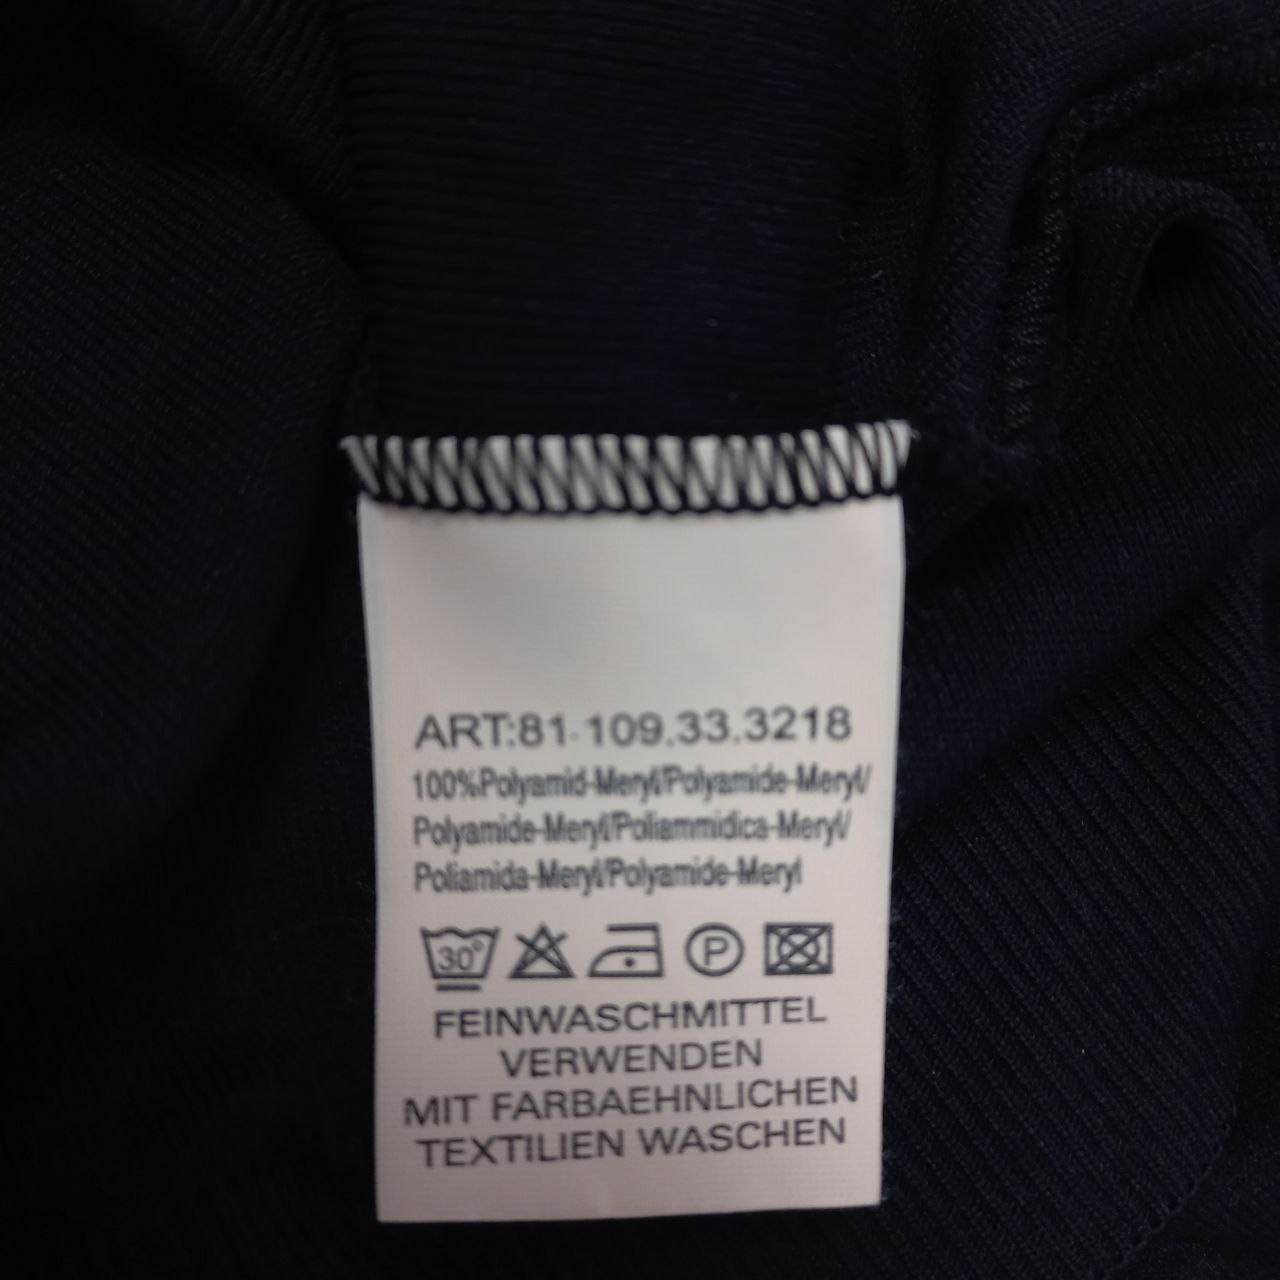 ART:81.109.33.3218
100%Polyamid-Meryl/Polyamide-Meryl/
Polyamide-Meryl/Poliammidica-Meryl/
Poliamida-Meryl/Polyamide-Meryl
30° P
FEINWASCHMITTEL
VERWENDEN
MIT FARBAEHNLICHEN
TEXTILIEN WASCHEN